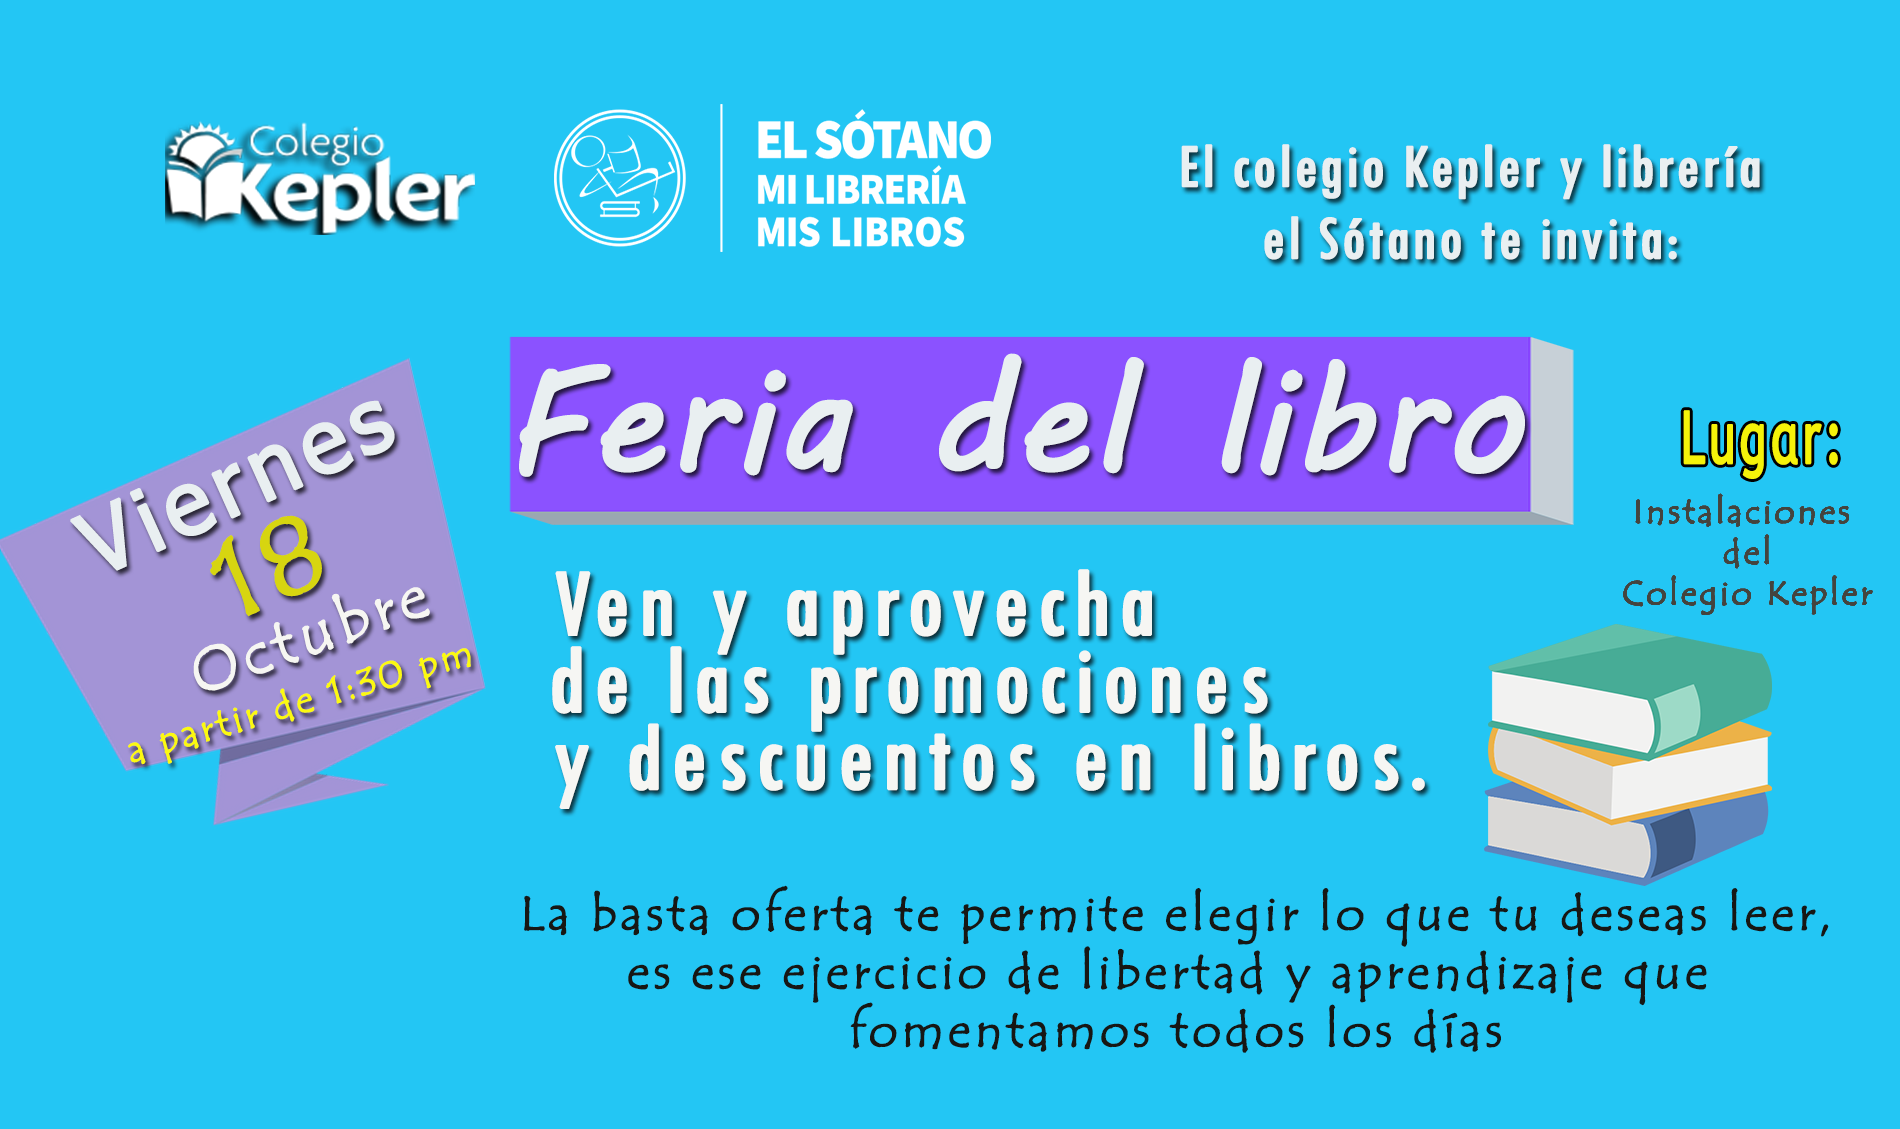 Colegio
Kepler
EL SÓTANO
MI LIBRERÍA
MIS LIBROS
El colegio Kepler y librería
el Sótano te invita:
Feria del libro
Viernes
18
Octubre
a partir de 1:30 pm
Lugar:
Instalaciones
del
Colegio Kepler
Ven y aprovecha
de las promociones
y descuentos en libros.
La basta oferta te permite elegir lo que tu deseas leer,
es ese ejercicio de libertad y aprendizaje que
fomentamos todos los días